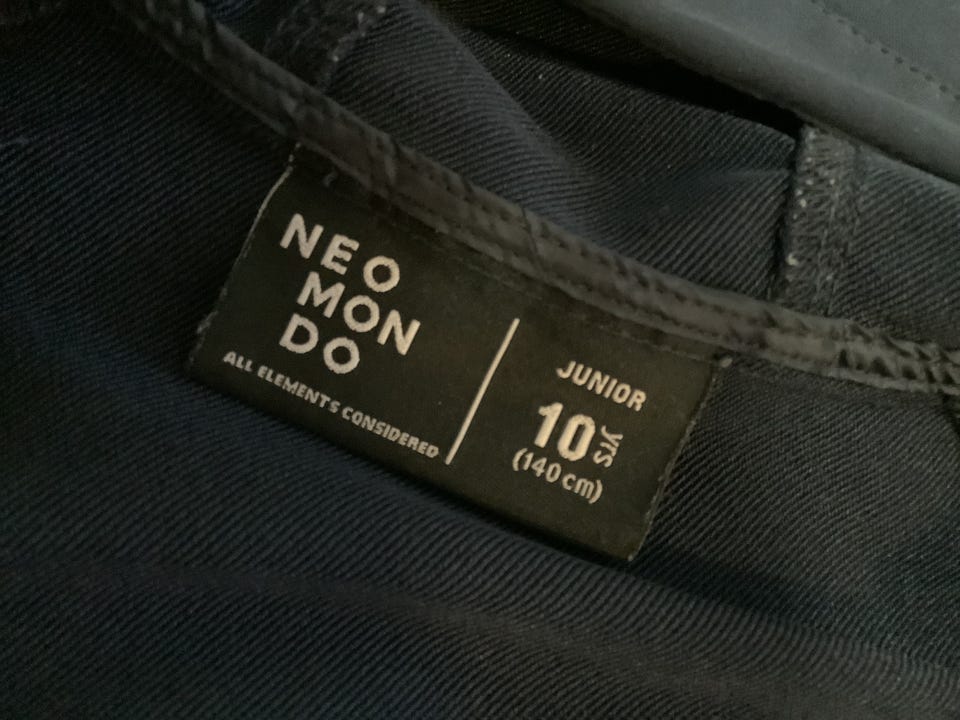 NEO
MON
DO
ALL ELEMENTS CONSIDERED
JUNIOR
10 yrs
(140 cm)